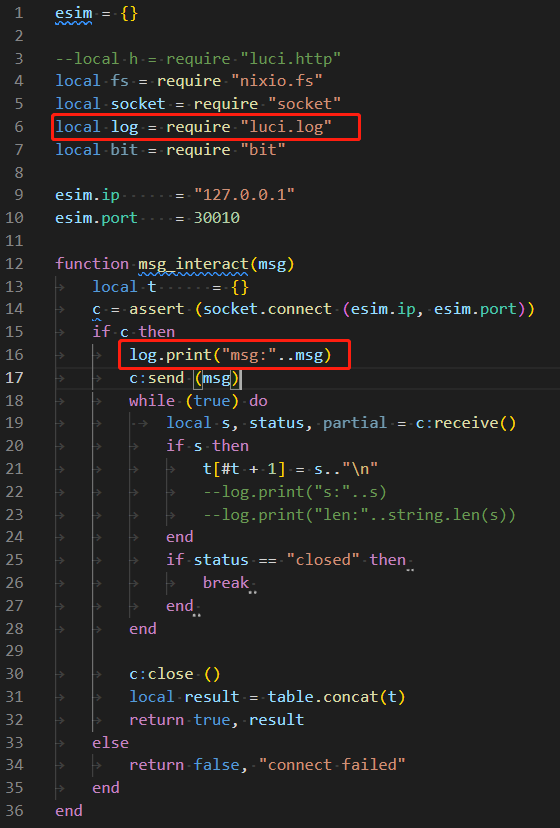 1 esim = {}
2
3 --local h = require "luci.http"
4 local fs = require "nixio.fs"
5 local socket = require "socket"
6 local log = require "luci.log"
7 local bit = require "bit"
8
9 esim.ip = "127.0.0.1"
10 esim.port = 30010
11
12 function msg_interact(msg)
13 local t = {}
14 c = assert (socket.connect (esim.ip, esim.port))
15 if c then
16 log.print("msg:"..msg)
17 c:send (msg)
18 while (true) do
19 local s, status, partial = c:receive()
20 if s then
21 t[#t + 1] = s.."\n"
22 --log.print("s:"..s)
23 --log.print("len:"..string.len(s))
24 end
25 if status == "closed" then
26 break
27 end
28 end
29
30 c:close ()
31 local result = table.concat(t)
32 return true, result
33 else
34 return false, "connect failed"
35 end
36 end